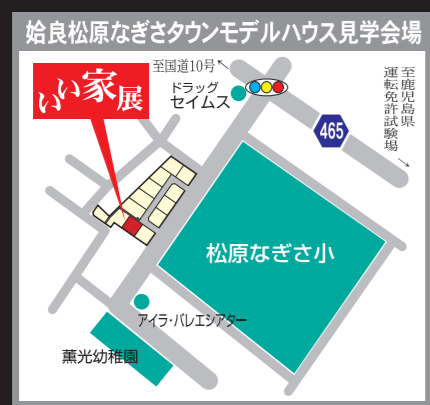 姶良松原なぎさタウンモデルハウス見学会場
至国道10号
いい家展
ドラッグ
セイムス
465
至鹿児島県
運転免許試験場
松原なぎさ小
アイラ・バレエシアター
薫光幼稚園